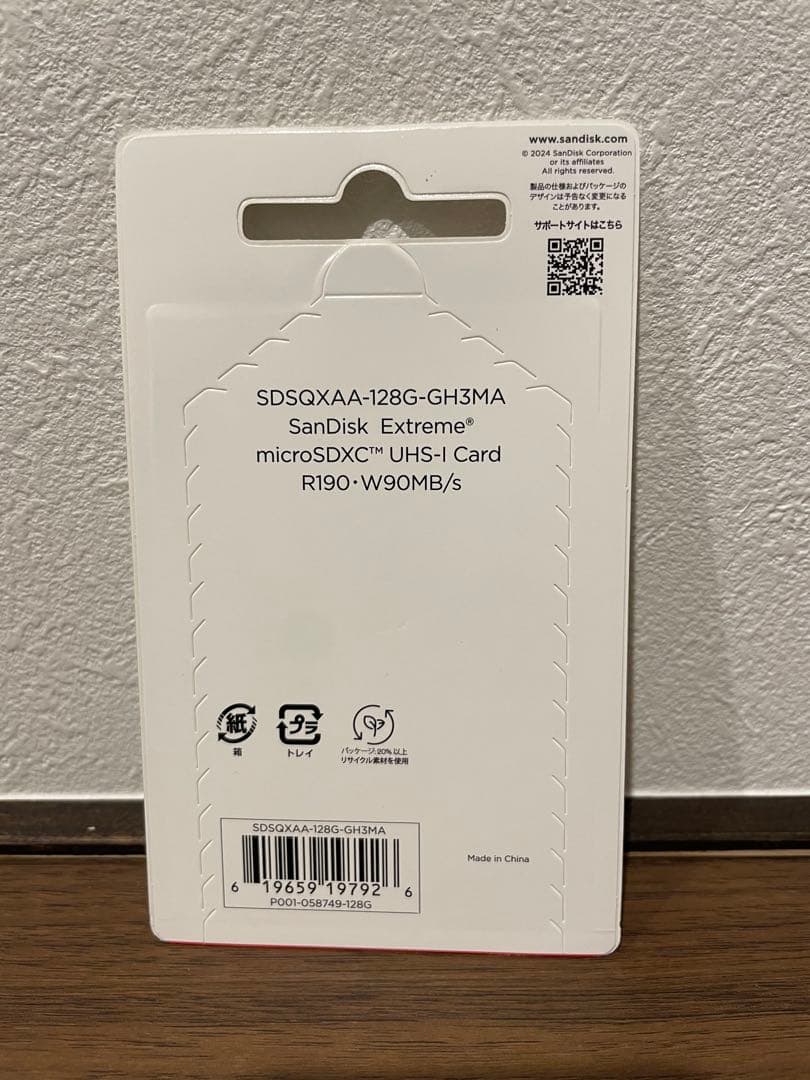 www.sandisk.com
© 2024 SanDisk Corporation
or its affiliates
All rights reserved.
製品の仕様およびパッケージの
デザインは予告なく変更になる
ことがあります。
サポートサイトはこちら
SDSQXAA-128G-GH3MA
SanDisk Extreme®
microSDXC™ UHS-I Card
R190・W90MB/s
紙
箱
プラ
トレイ
パッケージ:20%以上
リサイクル素材を使用
SDSQXAA-128G-GH3MA
6 19659 19792 6
P001-058749-128G
Made in China